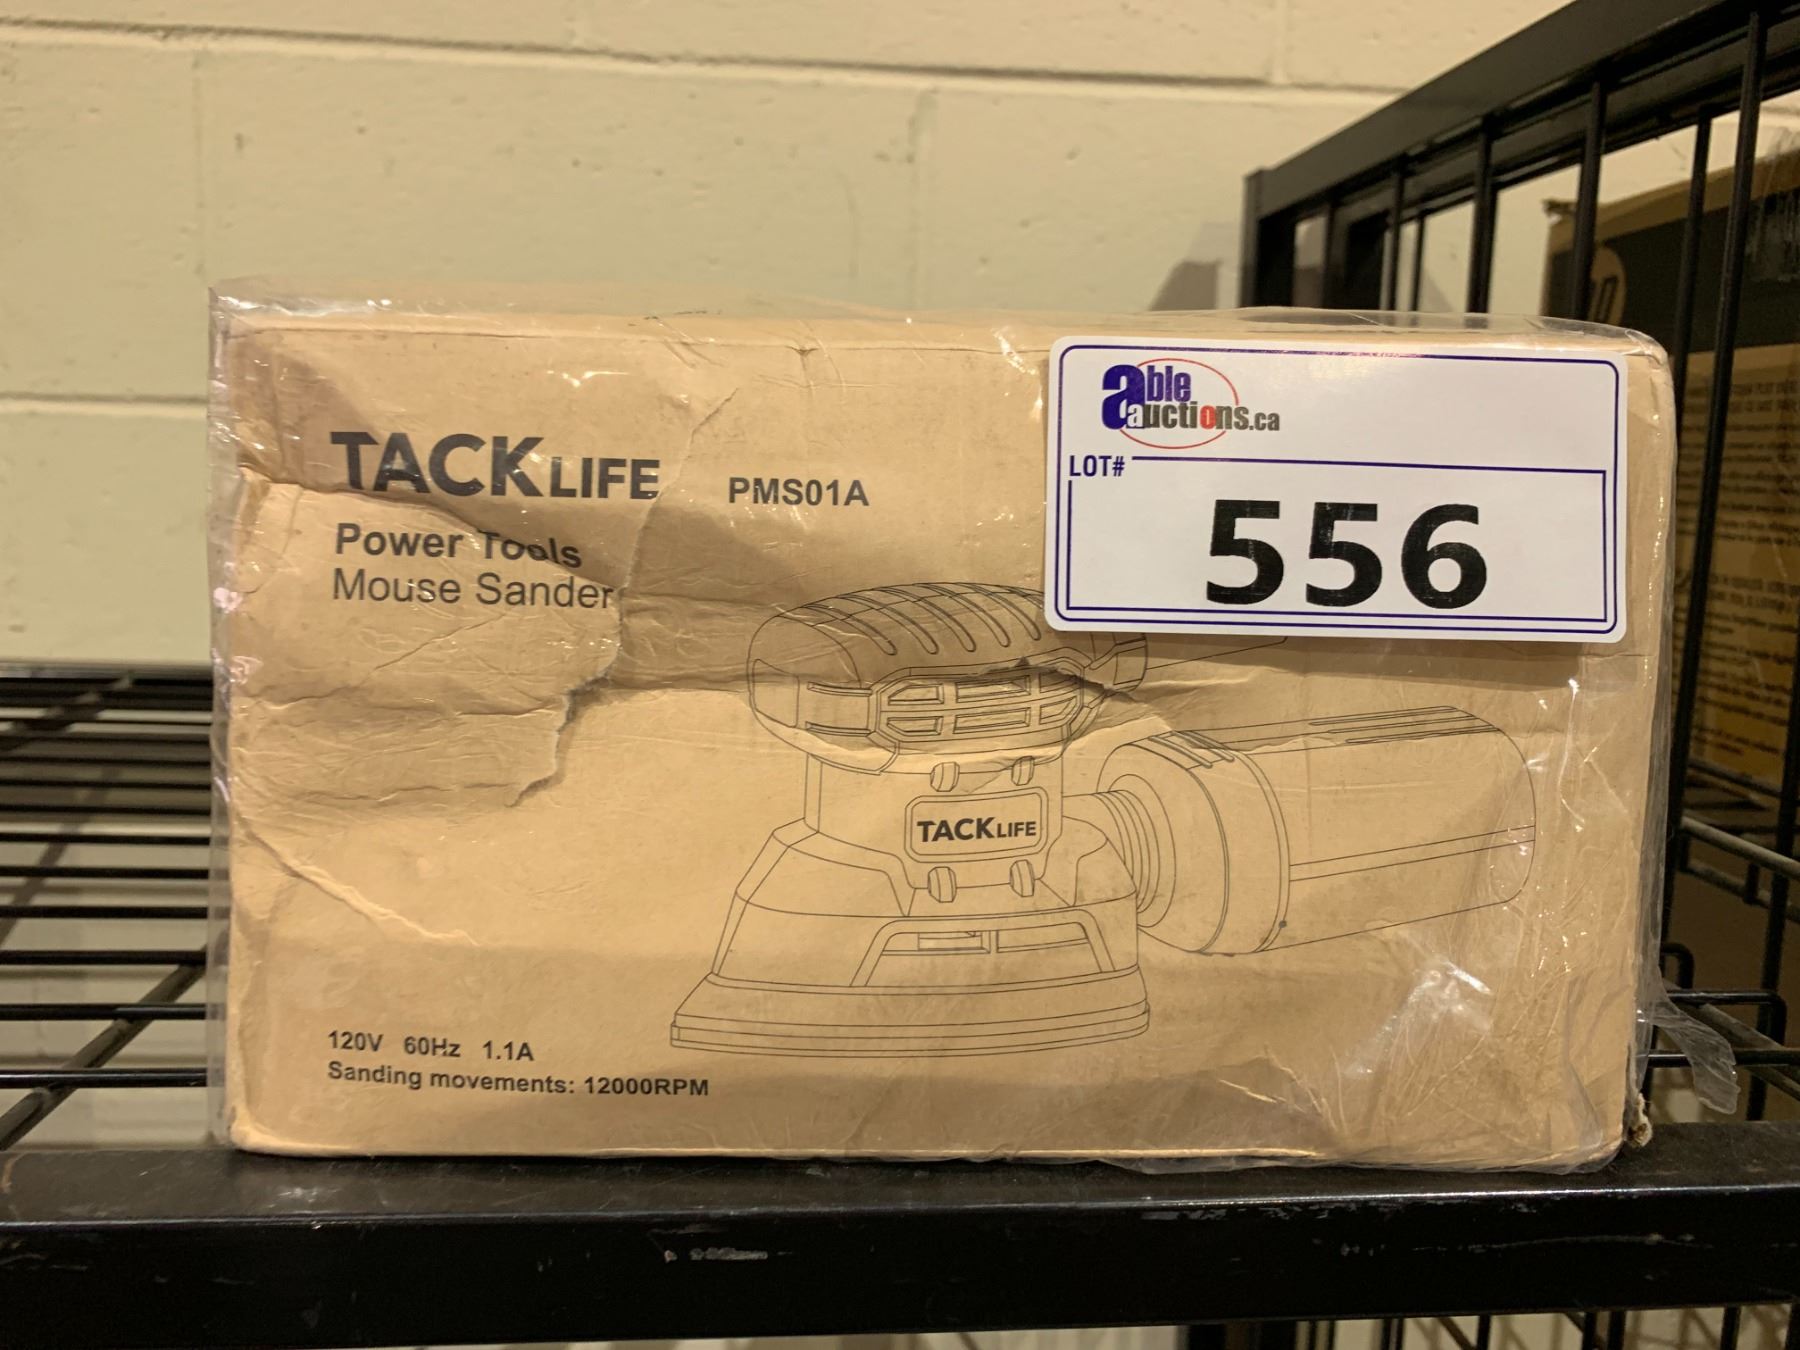 TACKLIFE PMS01A
Power Tools
Mouse Sander
able
auctions.ca
LOT#
556
TACKLIFE
120V 60Hz 1.1A
Sanding movements: 12000RPM